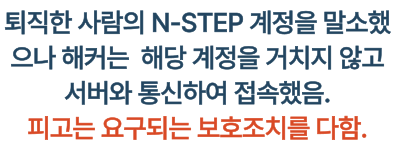 퇴직한 사람의 N-STEP 계정을 말소했
으나 해커는 해당 계정을 거치지 않고
서버와 통신하여 접속했음.
피고는 요구되는 보호조치를 다함.